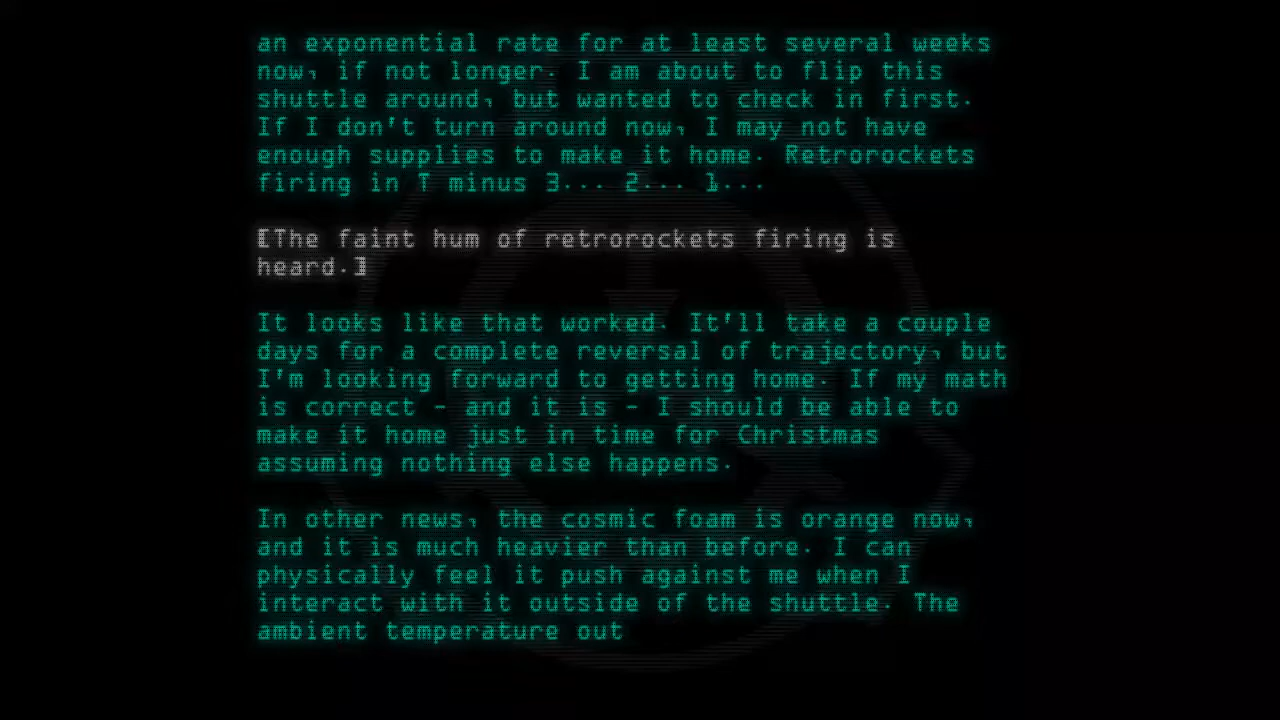 an exponential rate for at least several weeks
now, if not longer. I am about to flip this
shuttle around, but wanted to check in first.
If I don't turn around now, I may not have
enough supplies to make it home. Retrorockets
firing in T minus 3... 2... 1...
[The faint hum of retrorockets firing is
heard.]
It looks like that worked. It'll take a couple
days for a complete reversal of trajectory, but
I'm looking forward to getting home. If my math
is correct - and it is - I should be able to
make it home just in time for Christmas
assuming nothing else happens.
In other news, the cosmic foam is orange now,
and it is much heavier than before. I can
physically feel it push against me when I
interact with it outside of the shuttle. The
ambient temperature out